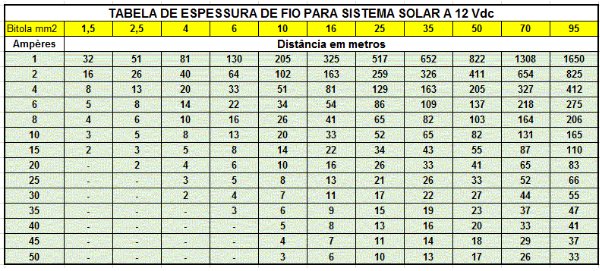 TABELA DE ESPESSURA DE FIO PARA SISTEMA SOLAR A 12 Vdc
Bitola mm2 1,5 2,5 4 6 10 16 25 35 50 70 95
Ampères Distância em metros
1 32 51 81 130 205 325 517 652 822 1308 1650
2 16 26 40 64 102 163 259 326 411 654 825
4 8 13 20 33 51 81 129 163 205 327 412
6 5 8 14 22 34 54 86 109 137 218 275
8 4 6 10 16 26 41 65 82 103 164 206
10 3 5 8 13 20 33 52 65 82 131 165
15 2 3 5 8 14 22 34 43 55 87 110
20 - 2 4 6 10 16 26 33 41 65 83
25 - - 3 5 8 13 21 26 33 52 66
30 - - 2 4 7 11 17 22 27 44 55
35 - - - 3 6 9 15 19 23 37 47
40 - - - - 5 8 13 16 20 33 41
45 - - - - 4 7 11 14 18 29 37
50 - - - - 3 6 10 13 17 26 33